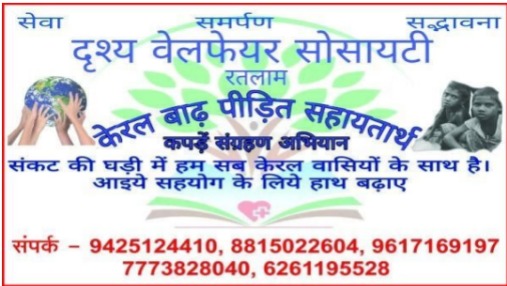 सेवा समर्पण सद्भावना
दृश्य वेलफेयर सोसायटी
रतलाम
केरल बाढ़ पीड़ित सहायतार्थ
कपड़ें संग्रहण अभियान
संकट की घड़ी में हम सब केरल वासियों के साथ है।
आइये सहयोग के लिये हाथ बढ़ाए
संपर्क – 9425124410, 8815022604, 9617169197
7773828040, 6261195528